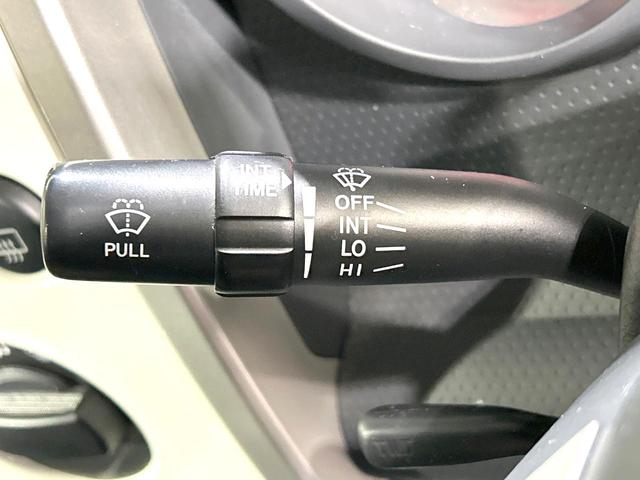 INT
TIME
PULL
OFF
INT
LO
HI